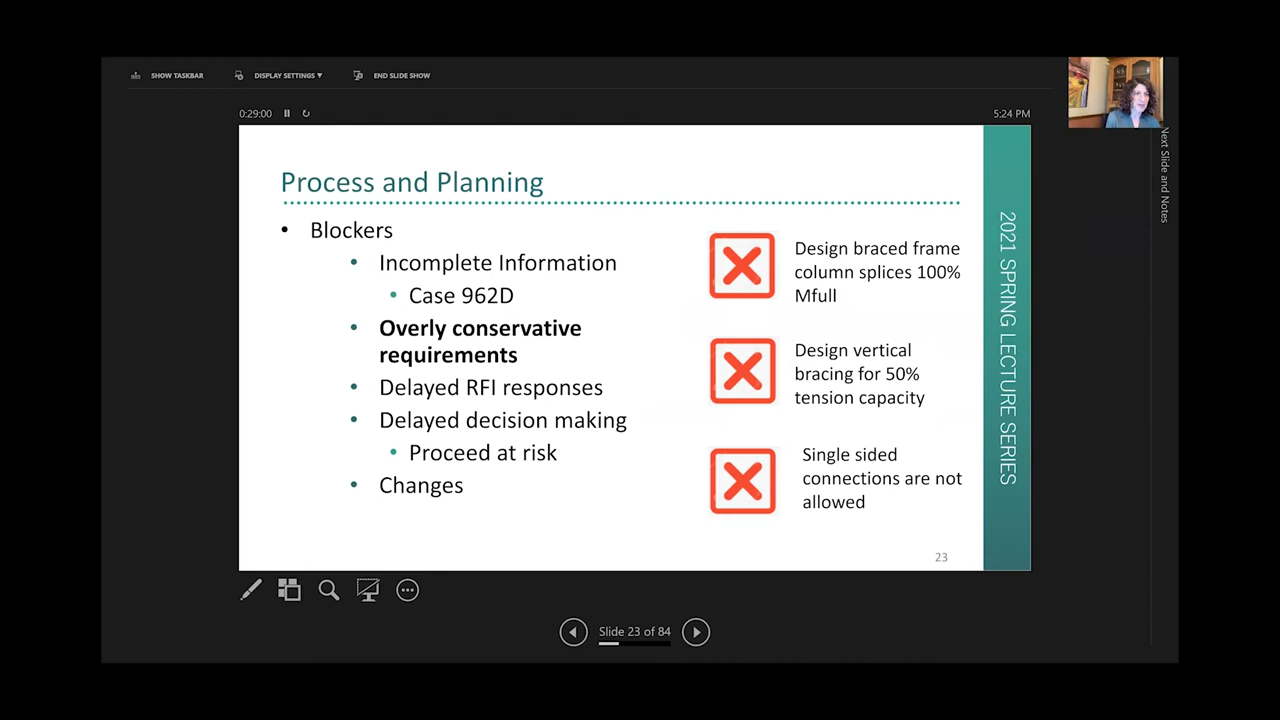 SHOW TASKBAR
DISPLAY SETTINGS ▾
END SLIDE SHOW
0:29:00
5:24 PM
Next Slide and Notes
Process and Planning
• Blockers
• Incomplete Information
• Case 962D
• Overly conservative
requirements
• Delayed RFI responses
• Delayed decision making
• Proceed at risk
• Changes
Design braced frame
column splices 100%
Mfull
Design vertical
bracing for 50%
tension capacity
Single sided
connections are not
allowed
2021 SPRING LECTURE SERIES
23
Slide 23 of 84